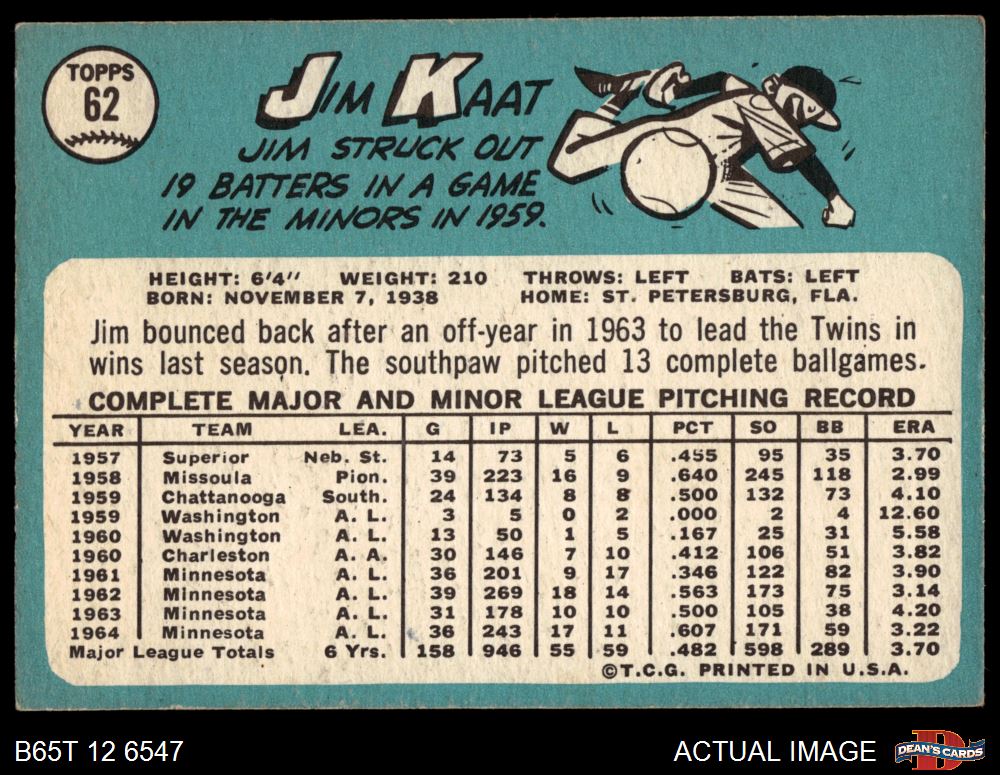 TOPPS
62
JIM KAAT
JIM STRUCK OUT
19 BATTERS IN A GAME
IN THE MINORS IN 1959.
HEIGHT: 6'4" WEIGHT: 210 THROWS: LEFT BATS: LEFT
BORN: NOVEMBER 7, 1938 HOME: ST. PETERSBURG, FLA.
Jim bounced back after an off-year in 1963 to lead the Twins in
wins last season. The southpaw pitched 13 complete ballgames.
COMPLETE MAJOR AND MINOR LEAGUE PITCHING RECORD
YEAR TEAM LEA. G IP W L PCT SO BB ERA
1957 Superior Neb. St. 14 73 5 6 .455 95 35 3.70
1958 Missoula Pion. 39 223 16 9 .640 245 118 2.99
1959 Chattanooga South. 24 134 8 8 .500 132 73 4.10
1959 Washington A. L. 3 5 0 2 .000 2 4 12.60
1960 Washington A. L. 13 50 1 5 .167 25 31 5.58
1960 Charleston A. A. 30 146 7 10 .412 106 51 3.82
1961 Minnesota A. L. 36 201 9 17 .346 122 82 3.90
1962 Minnesota A. L. 39 269 18 14 .563 173 75 3.14
1963 Minnesota A. L. 31 178 10 10 .500 105 38 4.20
1964 Minnesota A. L. 36 243 17 11 .607 171 59 3.22
Major League Totals 6 Yrs. 158 946 55 59 .482 598 289 3.70
©T.C.G. PRINTED IN U.S.A.
B65T 12 6547 ACTUAL IMAGE
DEAN'S CARDS